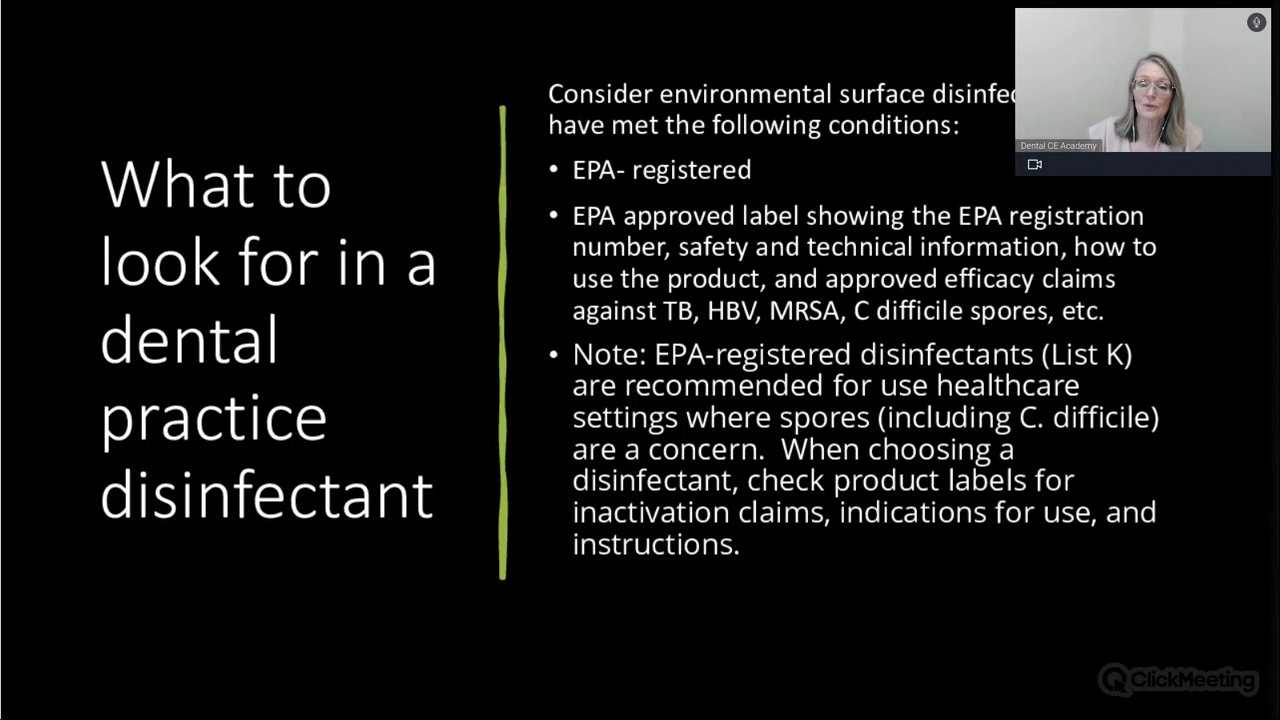 What to
look for in a
dental
practice
disinfectant
Consider environmental surface
have met the following conditions:
• EPA- registered
• EPA approved label showing the EPA registration
number, safety and technical information, how to
use the product, and approved efficacy claims
against TB, HBV, MRSA, C difficile spores, etc.
• Note: EPA-registered disinfectants (List K)
are recommended for use healthcare
settings where spores (including C. difficile)
are a concern.  When choosing a
disinfectant, check product labels for
inactivation claims, indications for use, and
instructions.
Dental CE Academy
ClickMeeting